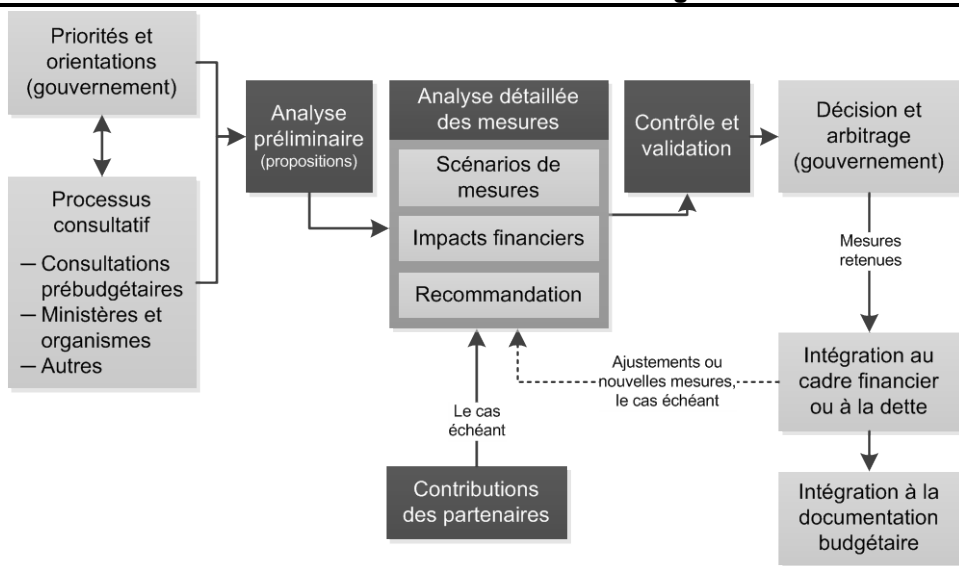 Priorités et
orientations
(gouvernement)
Processus
consultatif
— Consultations
prébudgétaires
— Ministères et
organismes
— Autres
Analyse
préliminaire
(propositions)
Analyse détaillée
des mesures
Scénarios de
mesures
Impacts financiers
Recommandation
Le cas
échéant
Contributions
des partenaires
Contrôle et
validation
Décision et
arbitrage
(gouvernement)
Mesures
retenues
Ajustements ou
nouvelles mesures,
le cas échéant
Intégration au
cadre financier
ou à la dette
Intégration à la
documentation
budgétaire